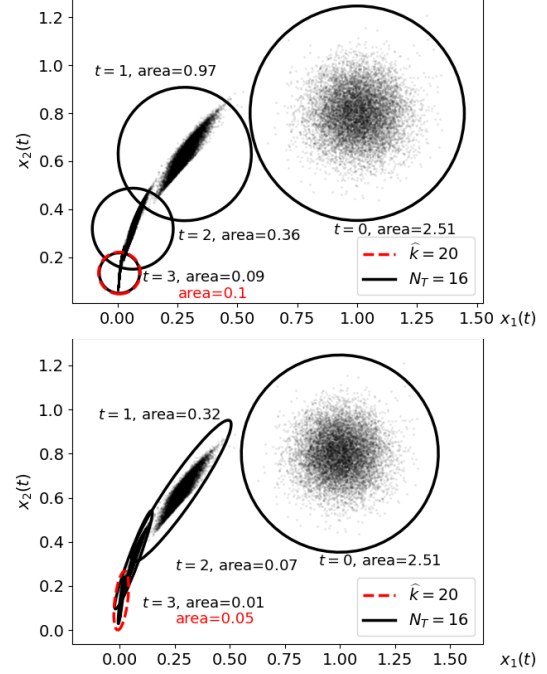 1.2
1.0
0.8
0.6
0.4
0.2
x₂(t)
t = 1, area=0.97
t = 2, area=0.36
t = 0, area=2.51
t = 3, area=0.09
area=0.1
k̂ = 20
N_T = 16
0.00 0.25 0.50 0.75 1.00 1.25 1.50 x₁(t)
1.2
1.0
0.8
0.6
0.4
0.2
0.0
x₂(t)
t = 1, area=0.32
t = 2, area=0.07
t = 0, area=2.51
t = 3, area=0.01
area=0.05
k̂ = 20
N_T = 16
0.00 0.25 0.50 0.75 1.00 1.25 1.50 x₁(t)